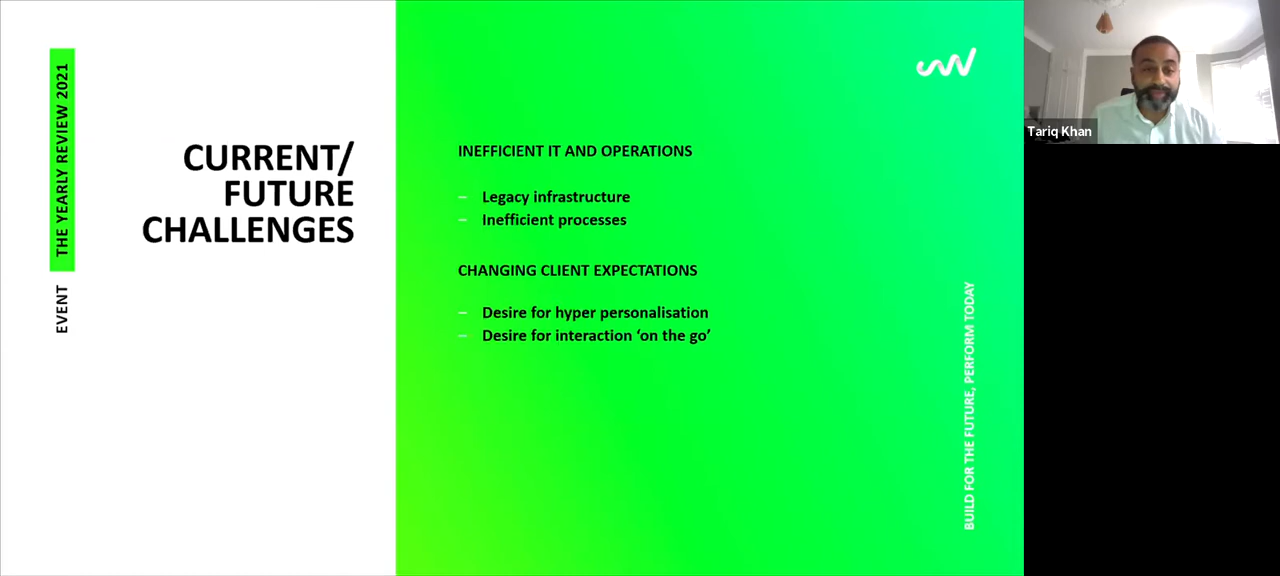 EVENT THE YEARLY REVIEW 2021
CURRENT/
FUTURE
CHALLENGES
INEFFICIENT IT AND OPERATIONS
– Legacy infrastructure
– Inefficient processes
CHANGING CLIENT EXPECTATIONS
– Desire for hyper personalisation
– Desire for interaction ‘on the go’
BUILD FOR THE FUTURE, PERFORM TODAY
Tariq Khan